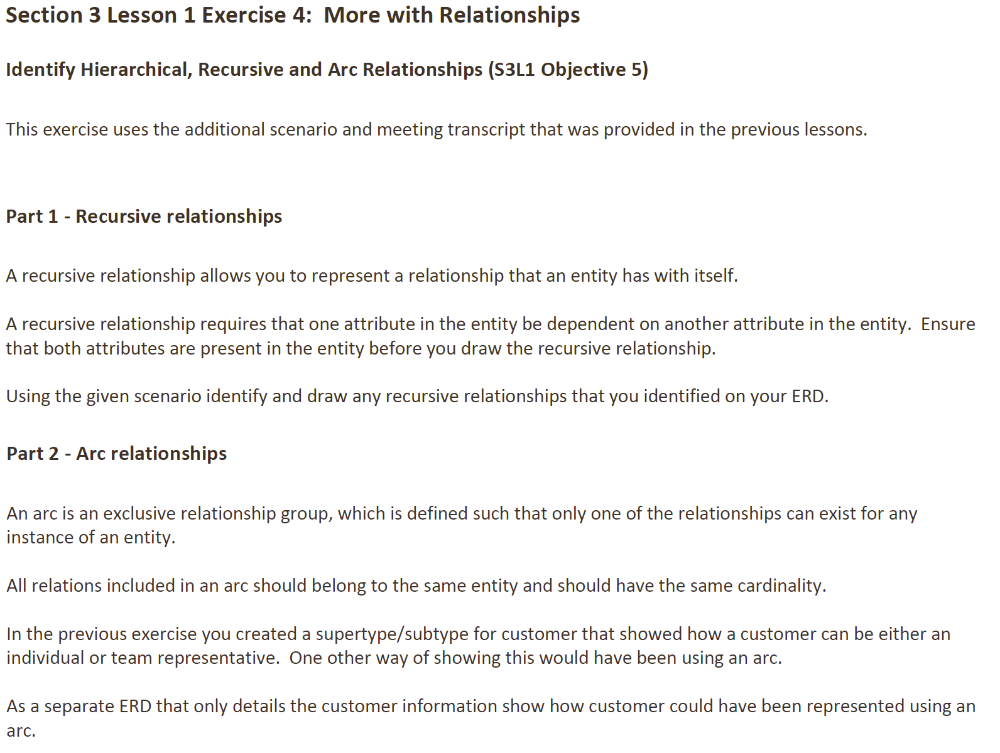 Section 3 Lesson 1 Exercise 4:  More with Relationships
Identify Hierarchical, Recursive and Arc Relationships (S3L1 Objective 5)
This exercise uses the additional scenario and meeting transcript that was provided in the previous lessons.
Part 1 - Recursive relationships
A recursive relationship allows you to represent a relationship that an entity has with itself.
A recursive relationship requires that one attribute in the entity be dependent on another attribute in the entity.  Ensure
that both attributes are present in the entity before you draw the recursive relationship.
Using the given scenario identify and draw any recursive relationships that you identified on your ERD.
Part 2 - Arc relationships
An arc is an exclusive relationship group, which is defined such that only one of the relationships can exist for any
instance of an entity.
All relations included in an arc should belong to the same entity and should have the same cardinality.
In the previous exercise you created a supertype/subtype for customer that showed how a customer can be either an
individual or team representative.  One other way of showing this would have been using an arc.
As a separate ERD that only details the customer information show how customer could have been represented using an
arc.